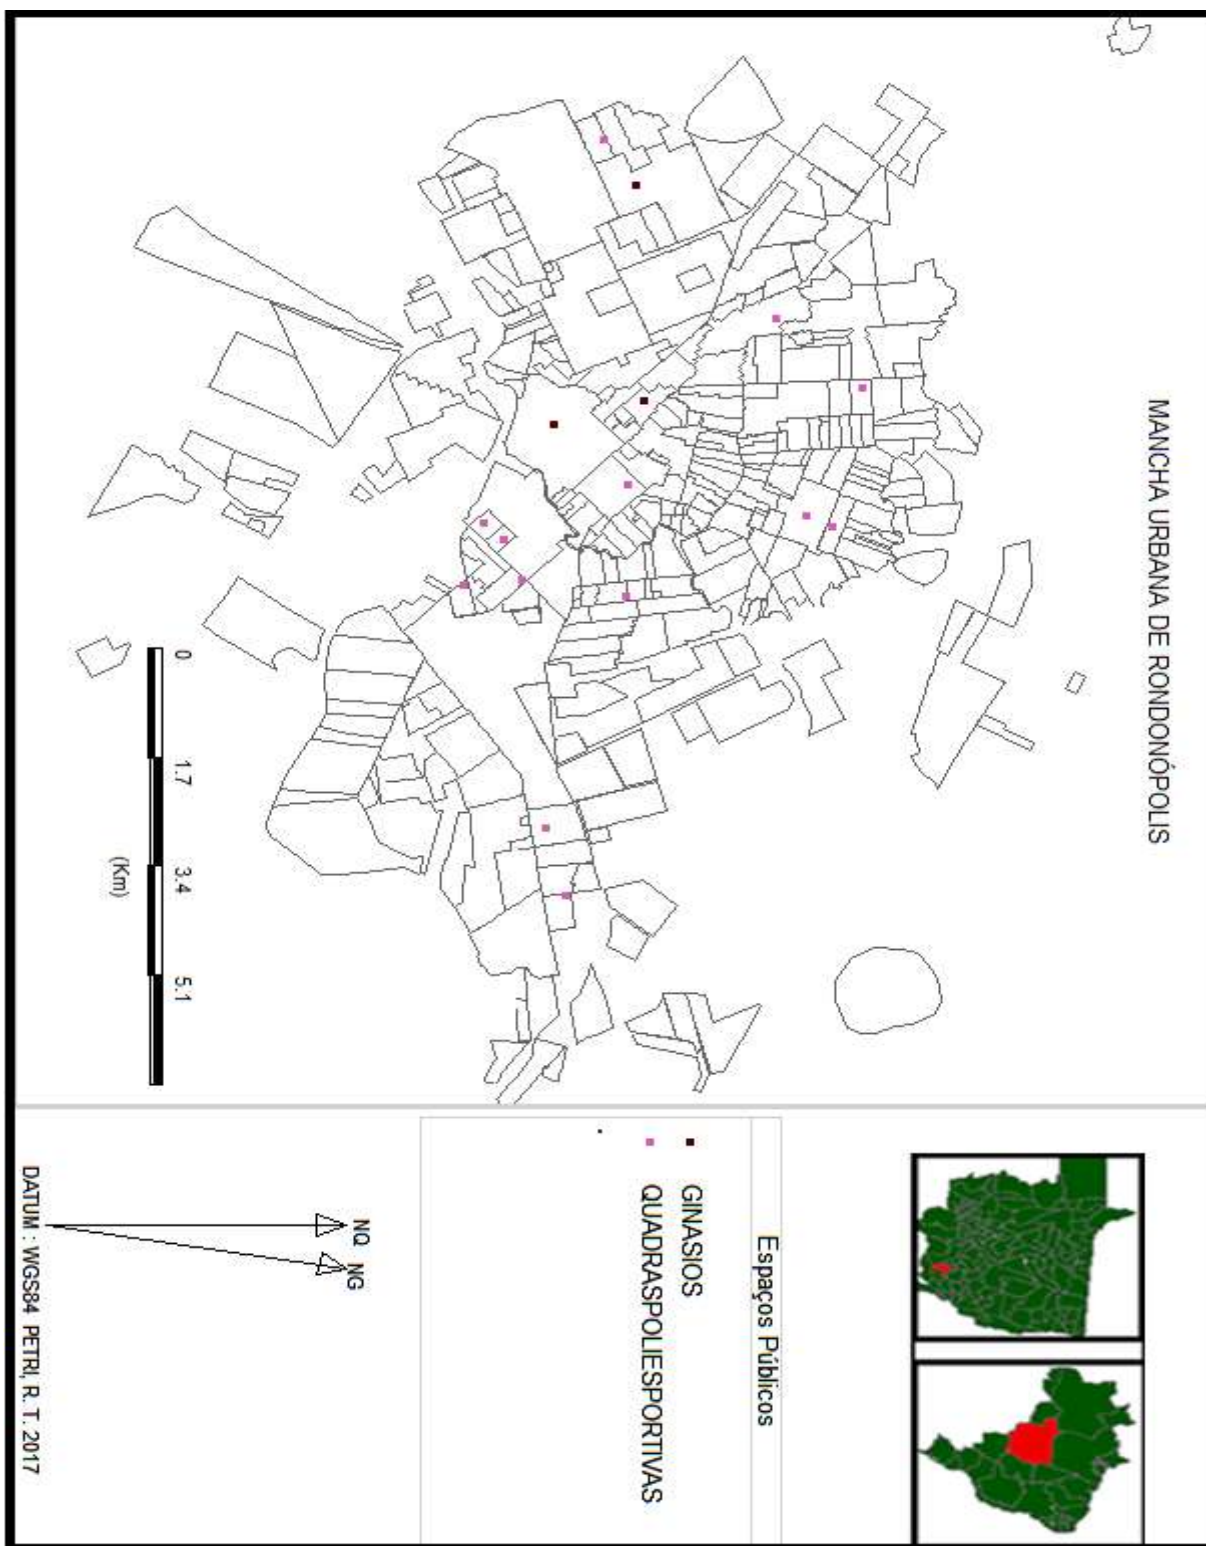 MANCHA URBANA DE RONDONÓPOLIS
0
1.7
3.4
5.1
(Km)
Espaços Públicos
GINASIOS
QUADRASPOLIESPORTIVAS
NQ
NG
DATUM : WGS84 PETRI, R. T. 2017